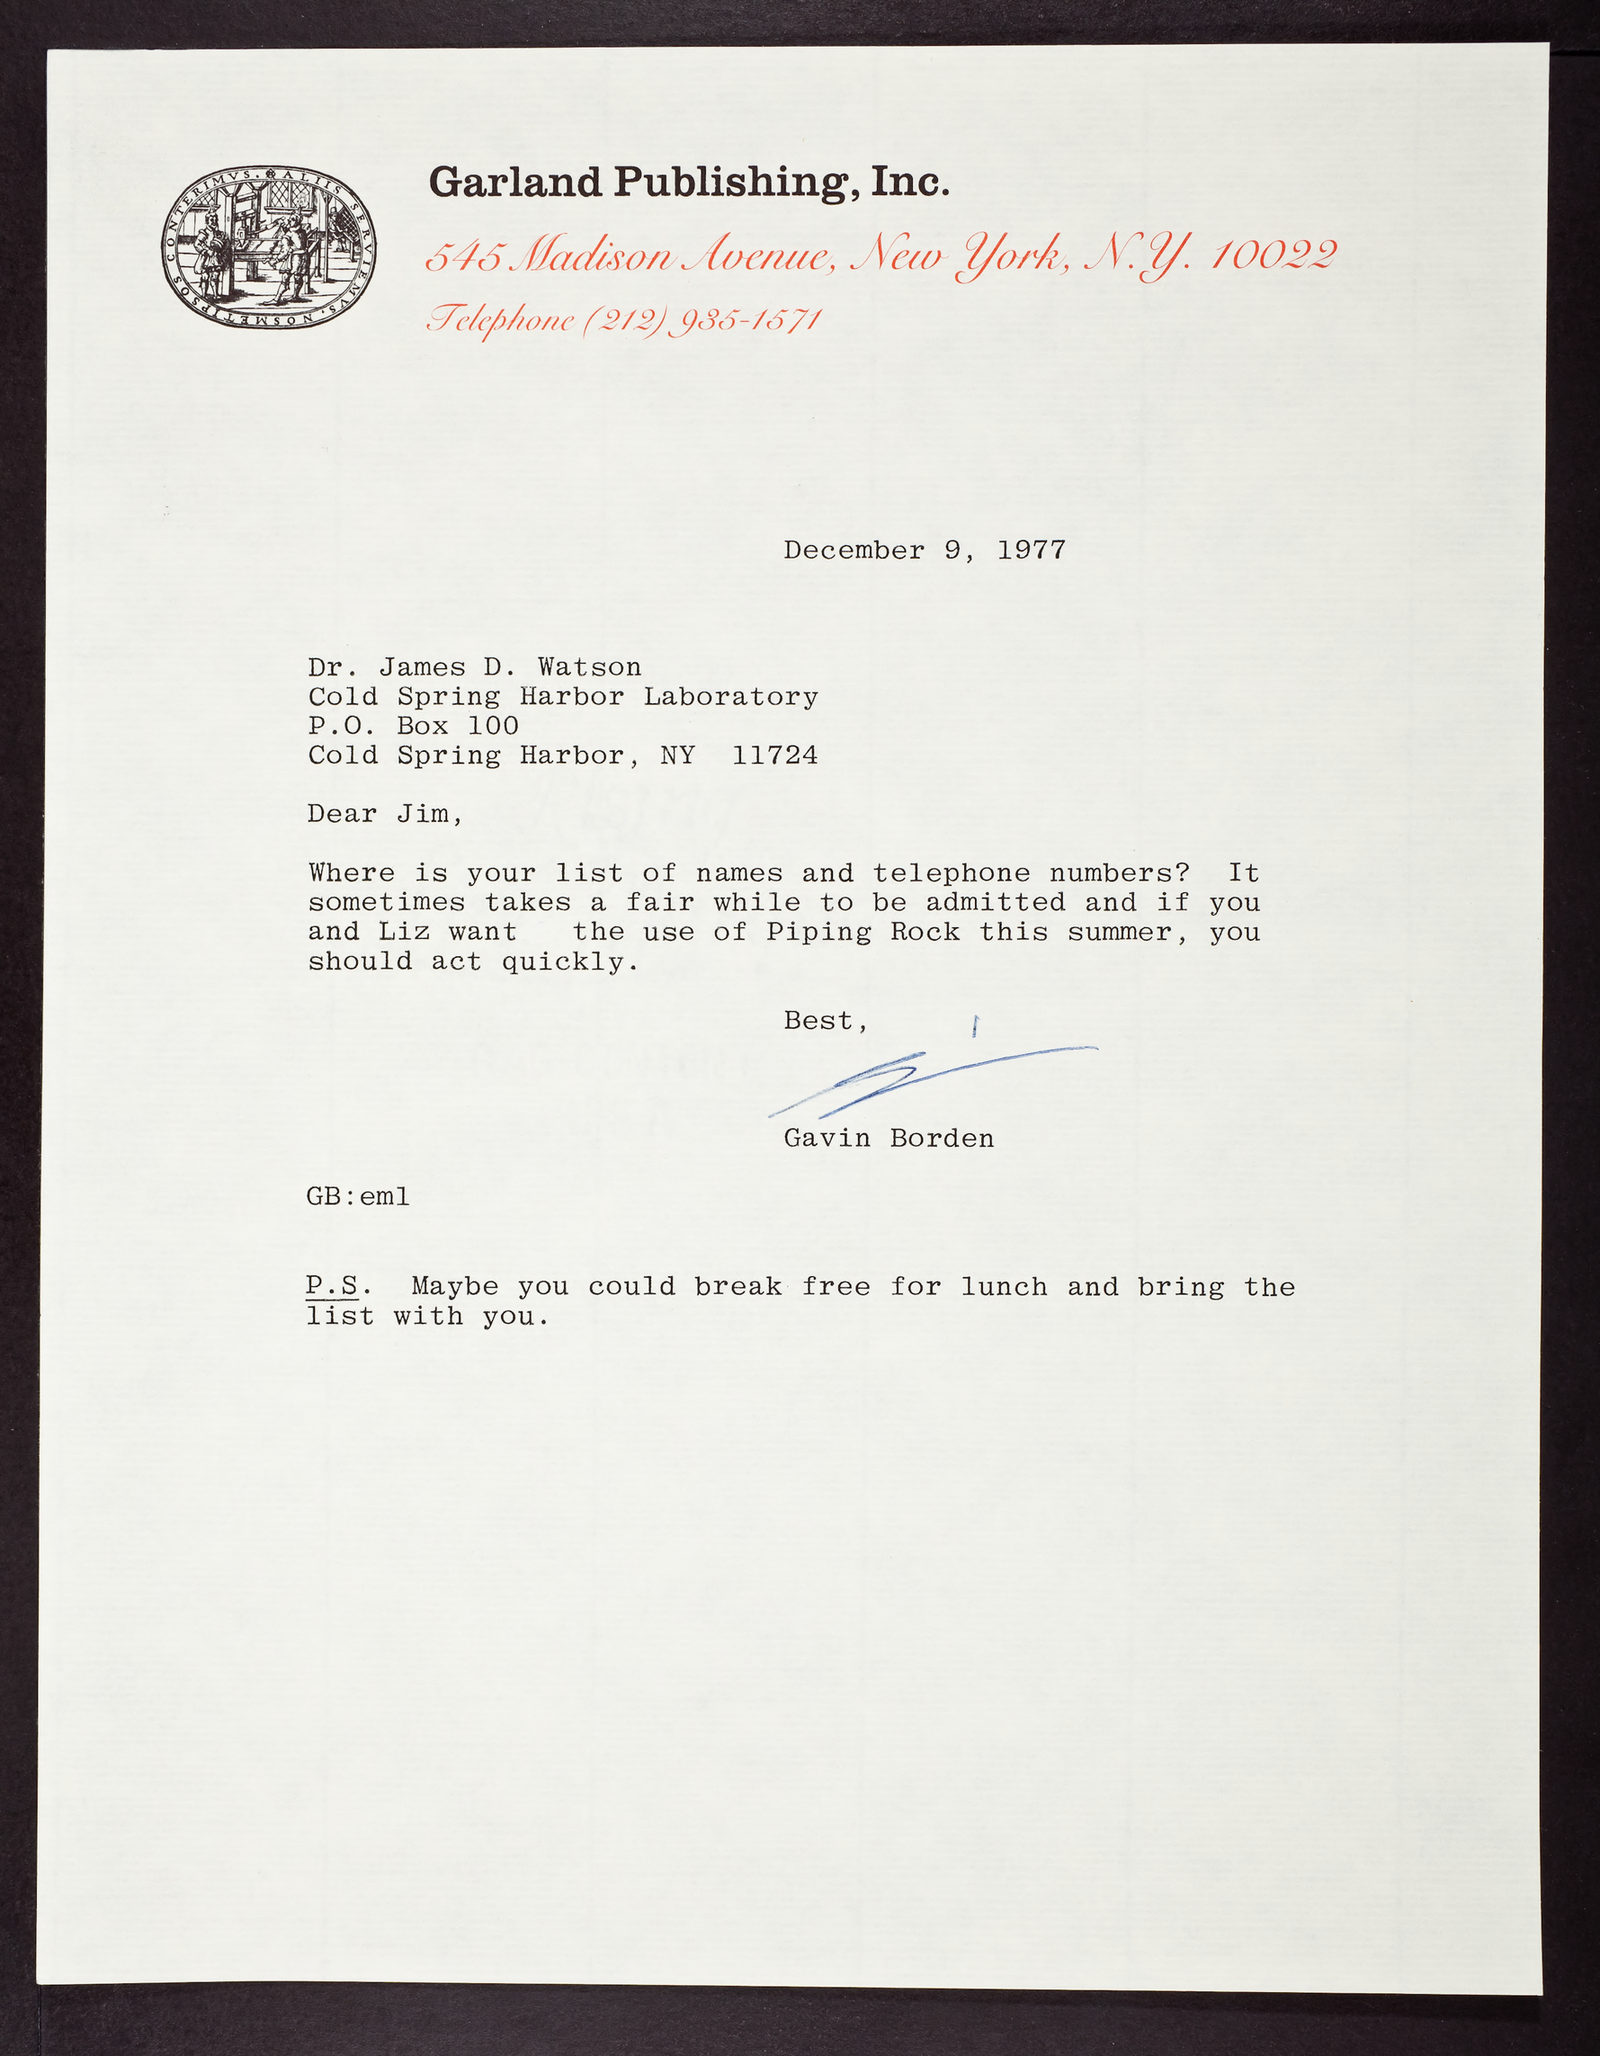 CONTERIMVS. ALIIS SERVIEMVS. NOSMETIPSOS
Garland Publishing, Inc.
545 Madison Avenue, New York, N.Y. 10022
Telephone (212) 935-1571
December 9, 1977
Dr. James D. Watson
Cold Spring Harbor Laboratory
P.O. Box 100
Cold Spring Harbor, NY  11724
Dear Jim,
Where is your list of names and telephone numbers?  It
sometimes takes a fair while to be admitted and if you
and Liz want   the use of Piping Rock this summer, you
should act quickly.
Best,
Gavin Borden
GB:eml
P.S.  Maybe you could break free for lunch and bring the
list with you.